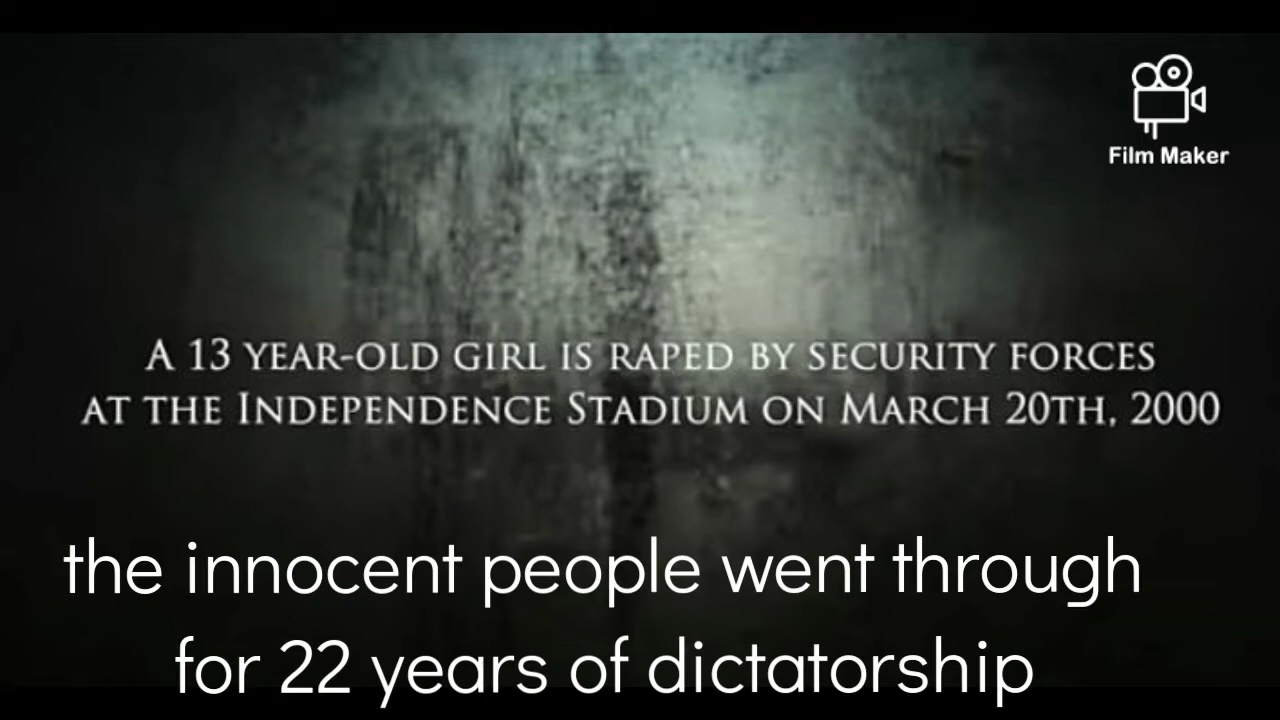 Film Maker
A 13 YEAR-OLD GIRL IS RAPED BY SECURITY FORCES
AT THE INDEPENDENCE STADIUM ON MARCH 20TH, 2000
the innocent people went through
for 22 years of dictatorship